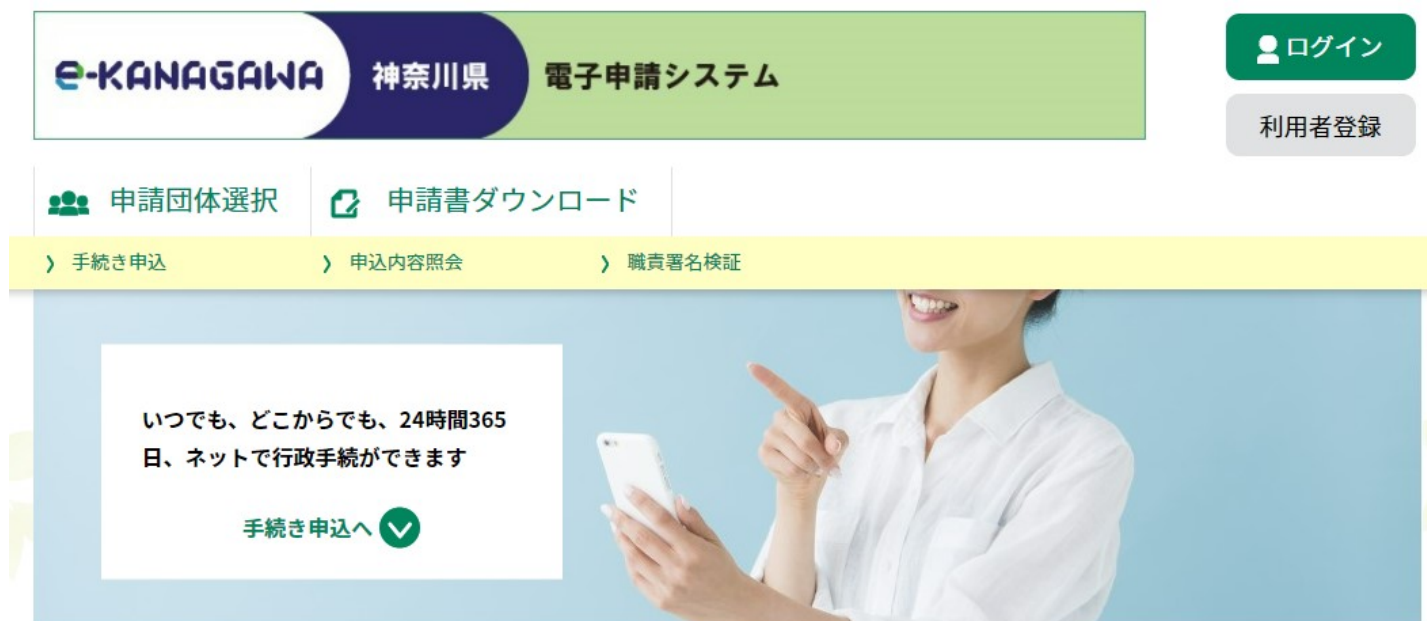 e-KANAGAWA 神奈川県 電子申請システム
ログイン
利用者登録
申請団体選択 申請書ダウンロード
手続き申込 申込内容照会 職責署名検証
いつでも、どこからでも、24時間365
日、ネットで行政手続ができます
手続き申込へ